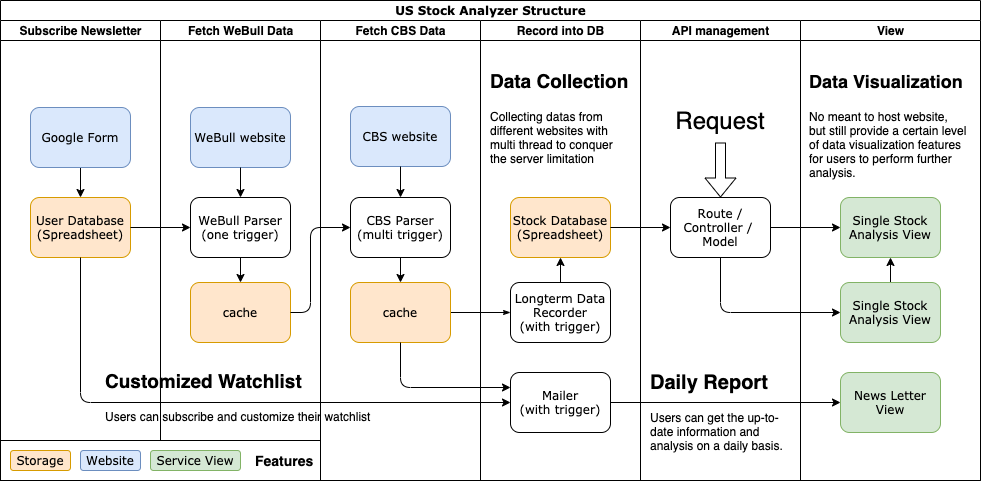 US Stock Analyzer Structure
Subscribe Newsletter
Fetch WeBull Data
Fetch CBS Data
Record into DB
API management
View
Data Collection
Collecting datas from
different websites with
multi thread to conquer
the server limitation
Request
Data Visualization
No meant to host website,
but still provide a certain level
of data visualization features
for users to perform further
analysis.
Google Form
WeBull website
CBS website
User Database
(Spreadsheet)
WeBull Parser
(one trigger)
CBS Parser
(multi trigger)
Stock Database
(Spreadsheet)
Route /
Controller /
Model
Single Stock
Analysis View
cache
cache
Longterm Data
Recorder
(with trigger)
Single Stock
Analysis View
Customized Watchlist
Users can subscribe and customize their watchlist
Mailer
(with trigger)
Daily Report
Users can get the up-to-
date information and
analysis on a daily basis.
News Letter
View
Storage
Website
Service View
Features